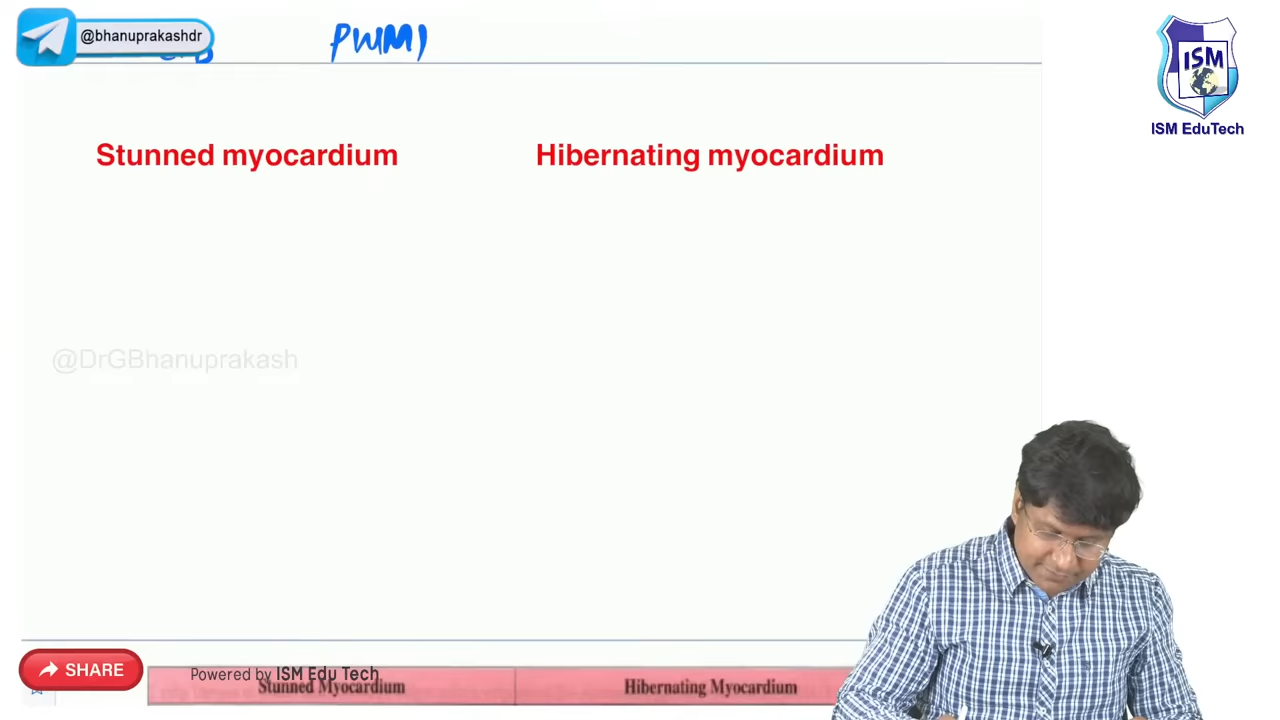 @bhanuprakashdr
PWMI
ISM
ISM EduTech
Stunned myocardium
Hibernating myocardium
@DrGBhanuprakash
SHARE
Powered by ISM Edu Tech
Stunned Myocardium
Hibernating Myocardium